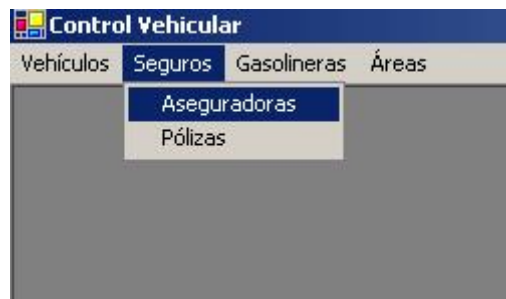 Control Vehicular
Vehículos Seguros Gasolineras Áreas
Aseguradoras
Pólizas